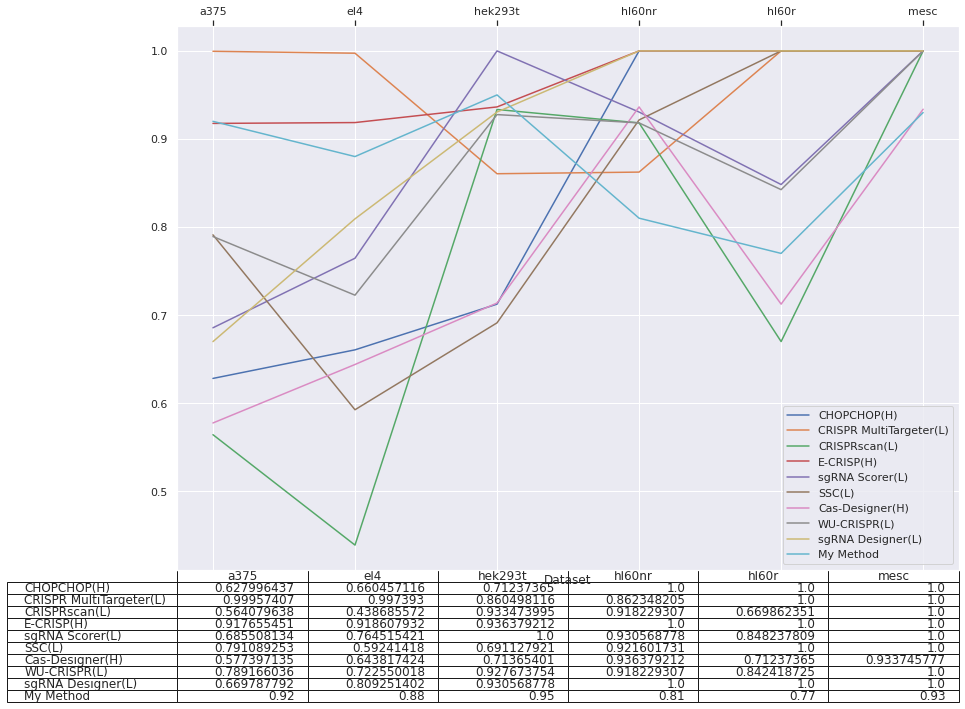 a375 el4 hek293t hl60nr hl60r mesc
1.0
0.9
0.8
0.7
0.6
0.5
CHOPCHOP(H)
CRISPR MultiTargeter(L)
CRISPRscan(L)
E-CRISP(H)
sgRNA Scorer(L)
SSC(L)
Cas-Designer(H)
WU-CRISPR(L)
sgRNA Designer(L)
My Method
Dataset
a375 el4 hek293t hl60nr hl60r mesc
CHOPCHOP(H) 0.627996437 0.660457116 0.71237365 1.0 1.0 1.0
CRISPR MultiTargeter(L) 0.99957407 0.997393 0.860498116 0.862348205 1.0 1.0
CRISPRscan(L) 0.564079638 0.438685572 0.933473995 0.918229307 0.669862351 1.0
E-CRISP(H) 0.917655451 0.918607932 0.936379212 1.0 1.0 1.0
sgRNA Scorer(L) 0.685508134 0.764515421 1.0 0.930568778 0.848237809 1.0
SSC(L) 0.791089253 0.59241418 0.691127921 0.921601731 1.0 1.0
Cas-Designer(H) 0.577397135 0.643817424 0.71365401 0.936379212 0.71237365 0.933745777
WU-CRISPR(L) 0.789166036 0.722550018 0.927673754 0.918229307 0.842418725 1.0
sgRNA Designer(L) 0.669787792 0.809251402 0.930568778 1.0 1.0 1.0
My Method 0.92 0.88 0.95 0.81 0.77 0.93